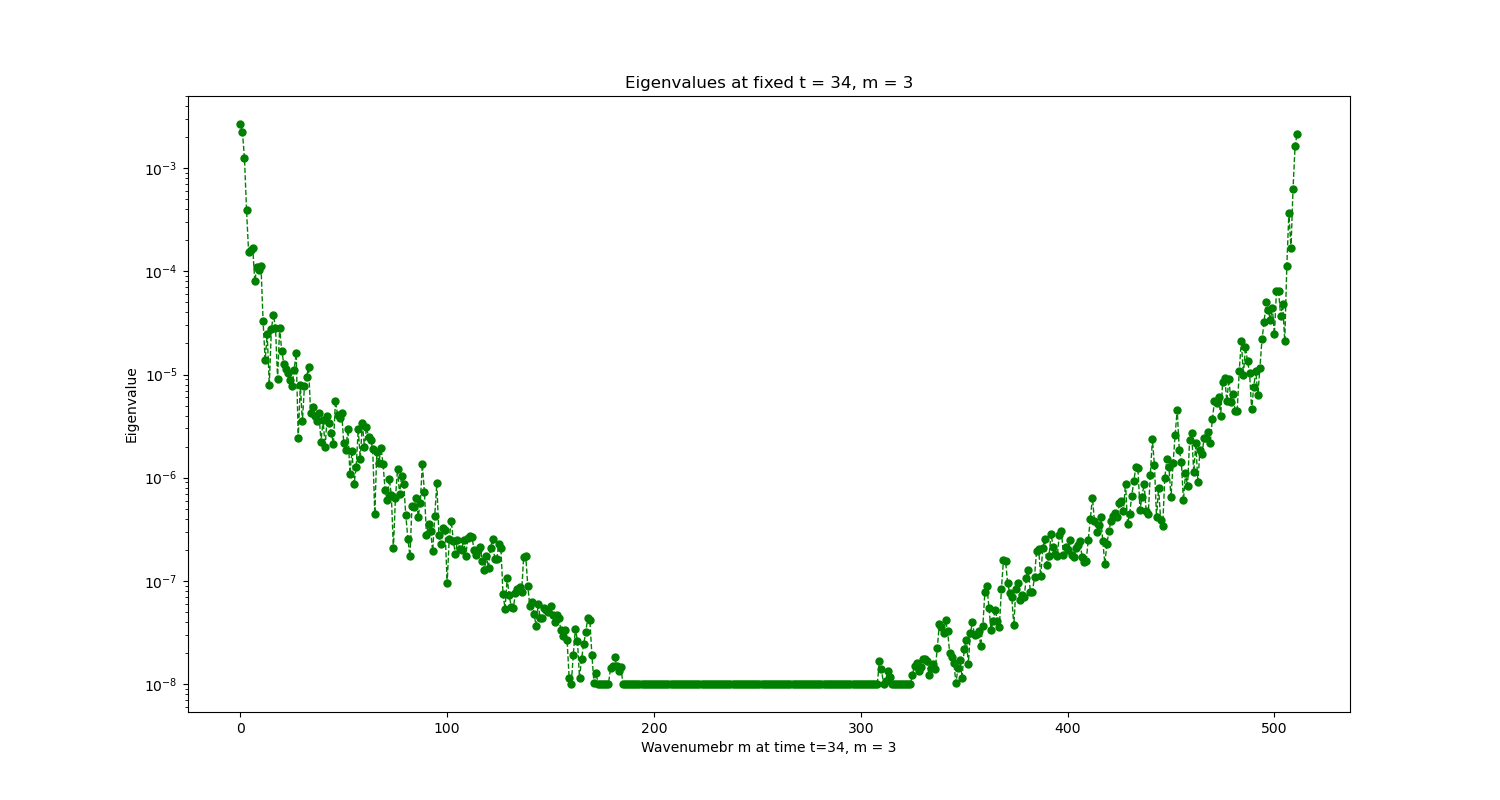 Eigenvalues at fixed t = 34, m = 3
Eigenvalue
10⁻³
10⁻⁴
10⁻⁵
10⁻⁶
10⁻⁷
10⁻⁸
0 100 200 300 400 500
Wavenumebr m at time t=34, m = 3